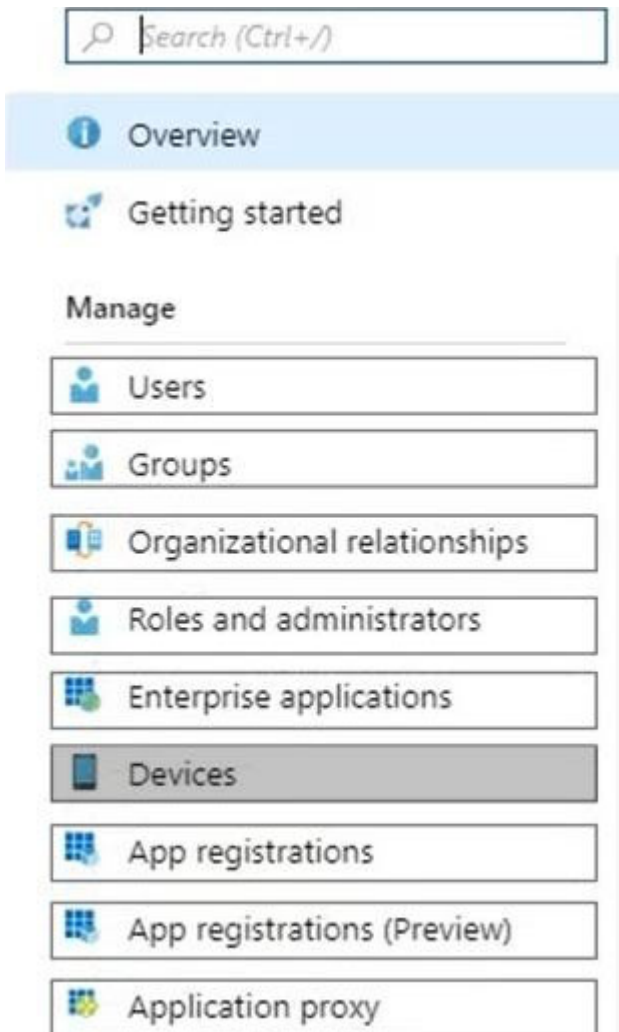 Search (Ctrl+/)
Overview
Getting started
Manage
Users
Groups
Organizational relationships
Roles and administrators
Enterprise applications
Devices
App registrations
App registrations (Preview)
Application proxy